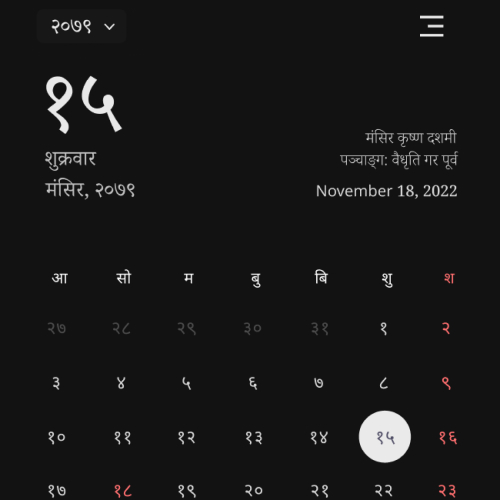 २०७९
१५
शुक्रवार
मंसिर, २०७९
मंसिर कृष्ण दशमी
पञ्चाङ्ग: वैधृति गर पूर्व
November 18, 2022
आ सो म बु बि शु श
२७ २८ २९ ३० ३१ १ २
३ ४ ५ ६ ७ ८ ९
१० ११ १२ १३ १४ १५ १६
१७ १८ १९ २० २१ २२ २३